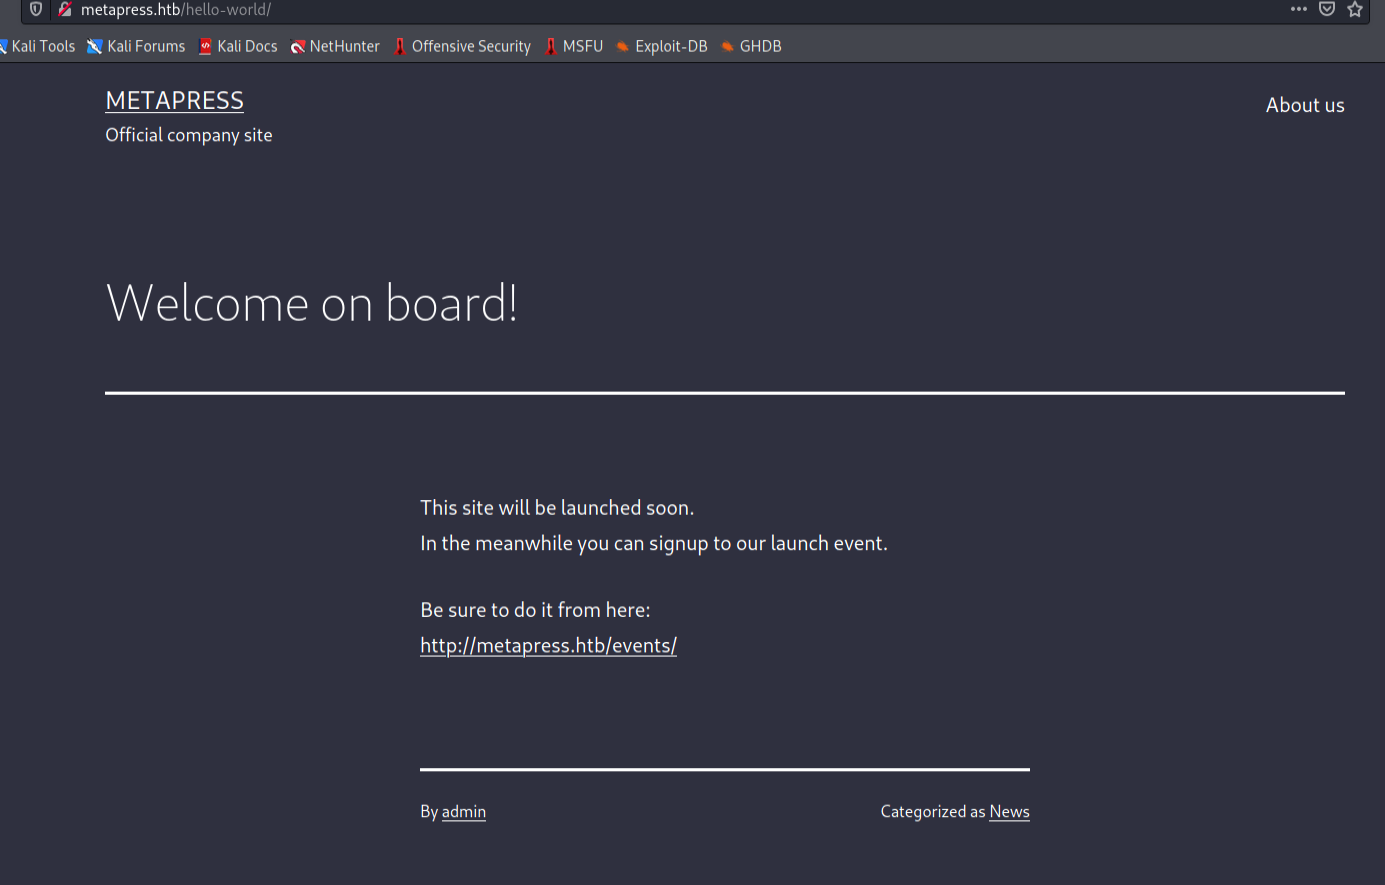 metapress.htb/hello-world/
Kali Tools Kali Forums Kali Docs NetHunter Offensive Security MSFU Exploit-DB GHDB
METAPRESS
About us
Official company site
Welcome on board!
This site will be launched soon.
In the meanwhile you can signup to our launch event.
Be sure to do it from here:
http://metapress.htb/events/
By admin
Categorized as News